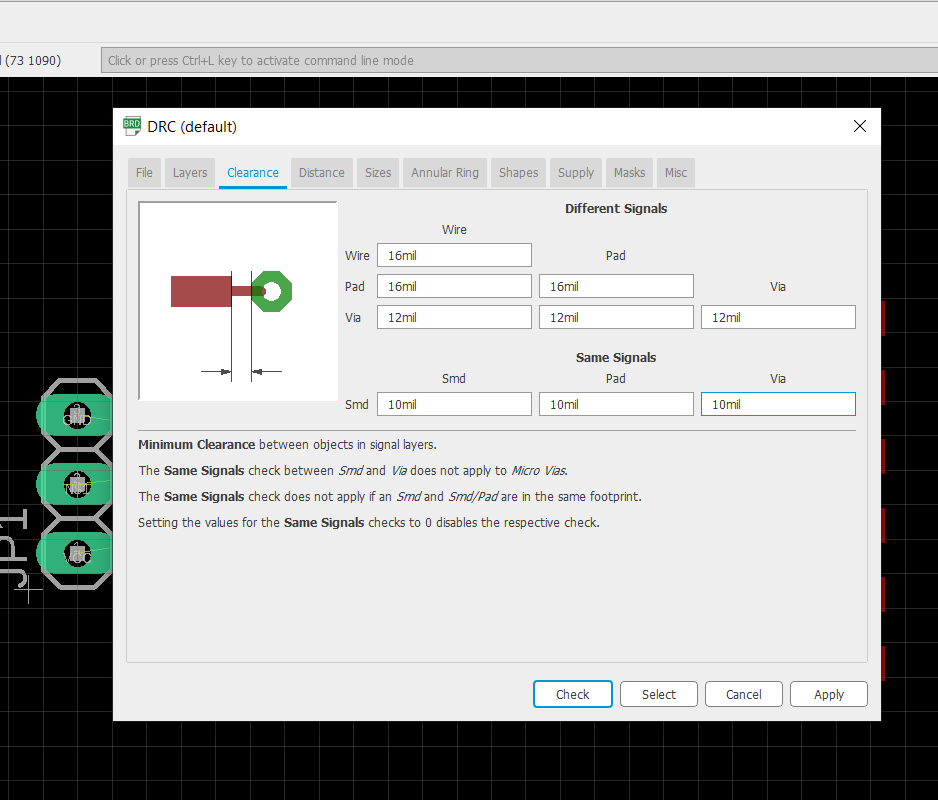 (73 1090)
Click or press Ctrl+L key to activate command line mode
BRD DRC (default)
File Layers Clearance Distance Sizes Annular Ring Shapes Supply Masks Misc
Different Signals
Wire
Wire 16mil Pad
Pad 16mil 16mil Via
Via 12mil 12mil 12mil
Same Signals
Smd Pad Via
Smd 10mil 10mil 10mil
Minimum Clearance between objects in signal layers.
The Same Signals check between Smd and Via does not apply to Micro Vias.
The Same Signals check does not apply if an Smd and Smd/Pad are in the same footprint.
Setting the values for the Same Signals checks to 0 disables the respective check.
Check Select Cancel Apply
3
GND
2
1
VCC
JP1